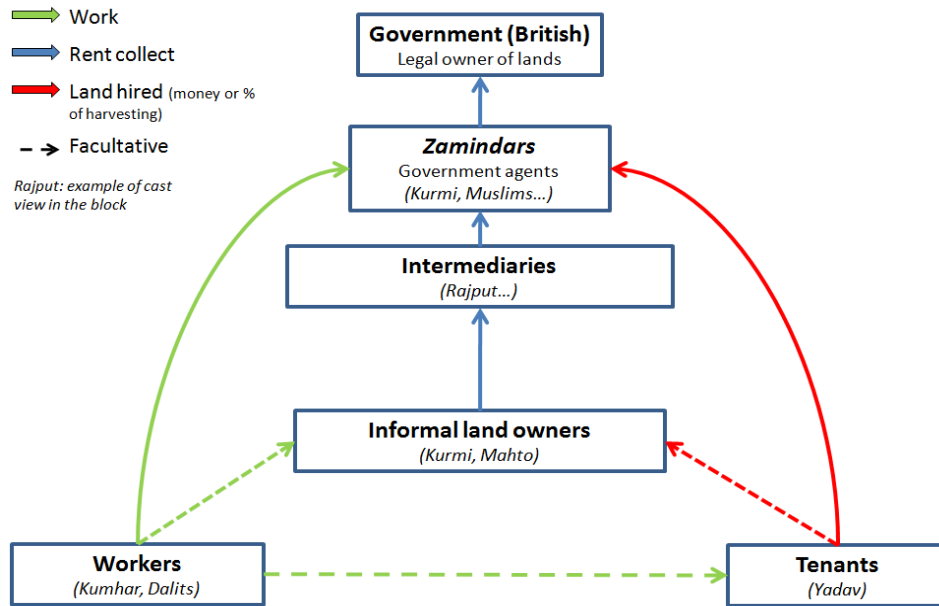 Work
Rent collect
Land hired (money or %
of harvesting)
Facultative
Rajput: example of cast
view in the block
Government (British)
Legal owner of lands
Zamindars
Government agents
(Kurmi, Muslims...)
Intermediaries
(Rajput...)
Informal land owners
(Kurmi, Mahto)
Workers
(Kumhar, Dalits)
Tenants
(Yadav)